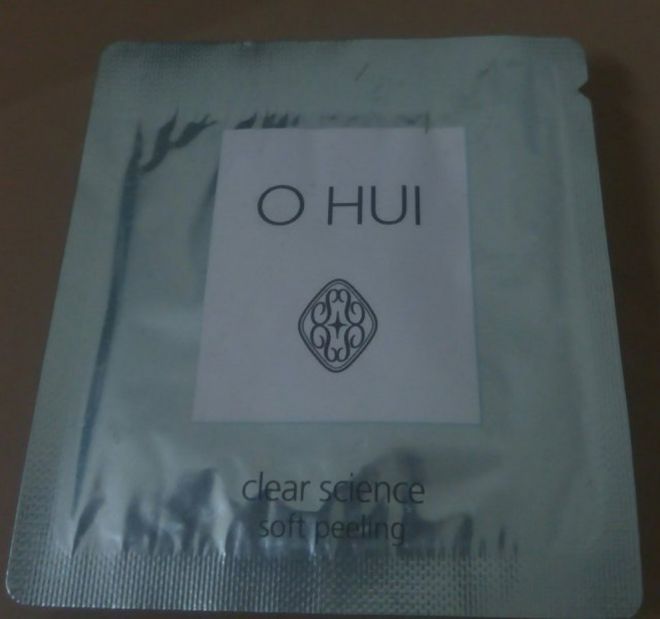 O HUI
clear science
soft peeling